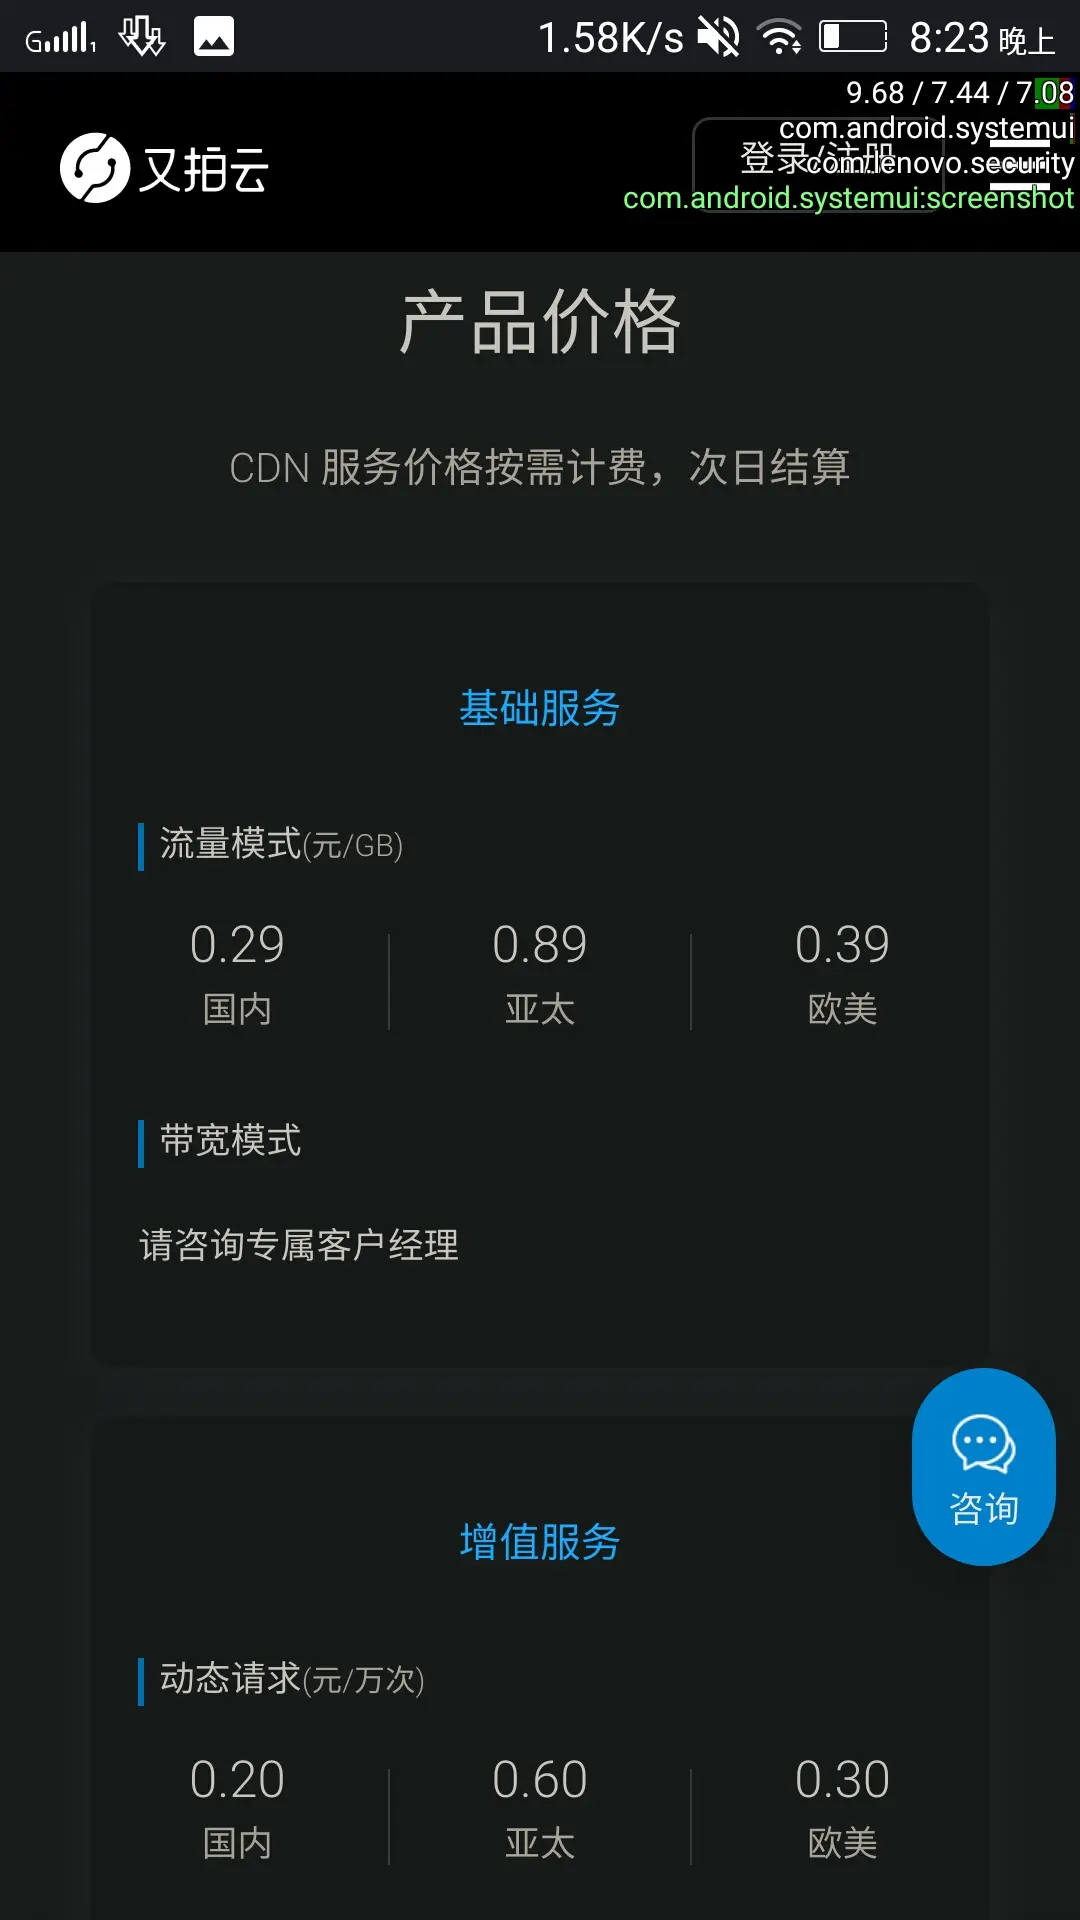 G 1 1.58K/s 8:23 晚上
9.68 / 7.44 / 7.08
com.android.systemui
又拍云 登录/注册
com.lenovo.security
com.android.systemui:screenshot
产品价格
CDN 服务价格按需计费，次日结算
基础服务
流量模式(元/GB)
0.29 0.89 0.39
国内 亚太 欧美
带宽模式
请咨询专属客户经理
咨询
增值服务
动态请求(元/万次)
0.20 0.60 0.30
国内 亚太 欧美